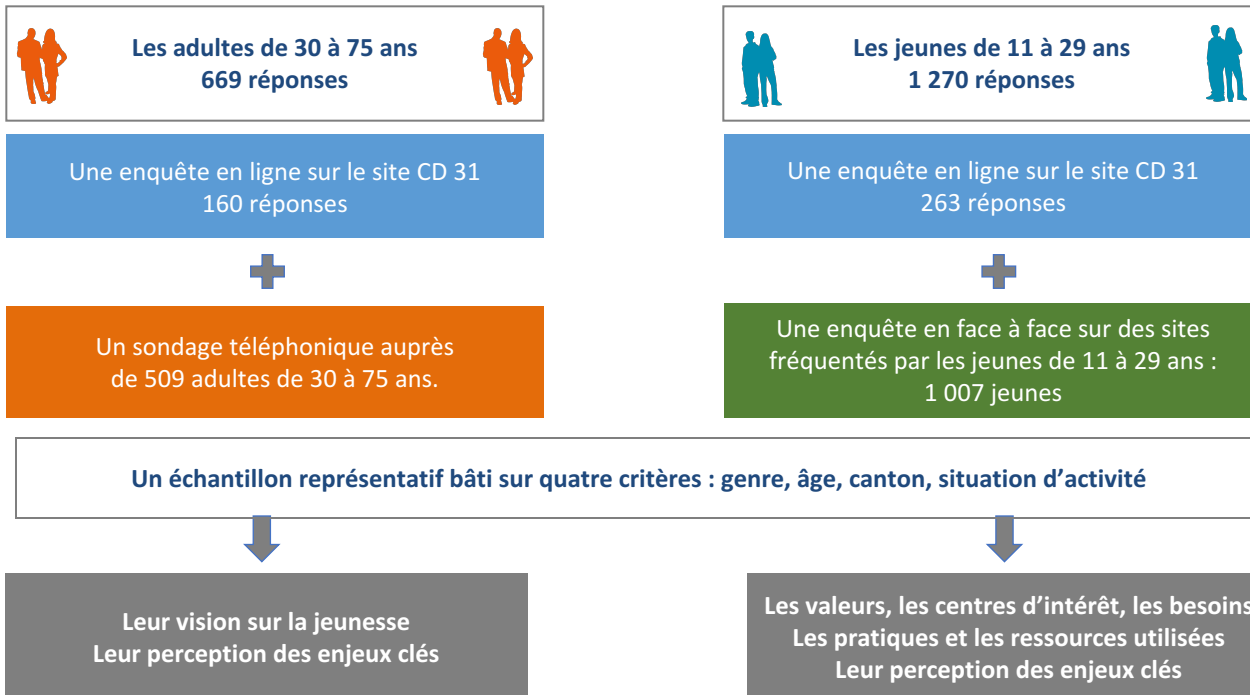 Les adultes de 30 à 75 ans
669 réponses
Les jeunes de 11 à 29 ans
1 270 réponses
Une enquête en ligne sur le site CD 31
160 réponses
Une enquête en ligne sur le site CD 31
263 réponses
Un sondage téléphonique auprès
de 509 adultes de 30 à 75 ans.
Une enquête en face à face sur des sites
fréquentés par les jeunes de 11 à 29 ans :
1 007 jeunes
Un échantillon représentatif bâti sur quatre critères : genre, âge, canton, situation d’activité
Leur vision sur la jeunesse
Leur perception des enjeux clés
Les valeurs, les centres d’intérêt, les besoins
Les pratiques et les ressources utilisées
Leur perception des enjeux clés